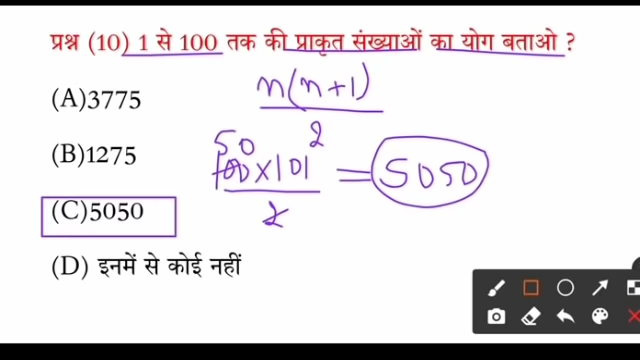 प्रश्न (10) 1 से 100 तक की प्राकृत संख्याओं का योग बताओ ?
(A)3775
n(n+1)
2
(B)1275
50
100×101
2
= 5050
(C)5050
(D) इनमें से कोई नहीं